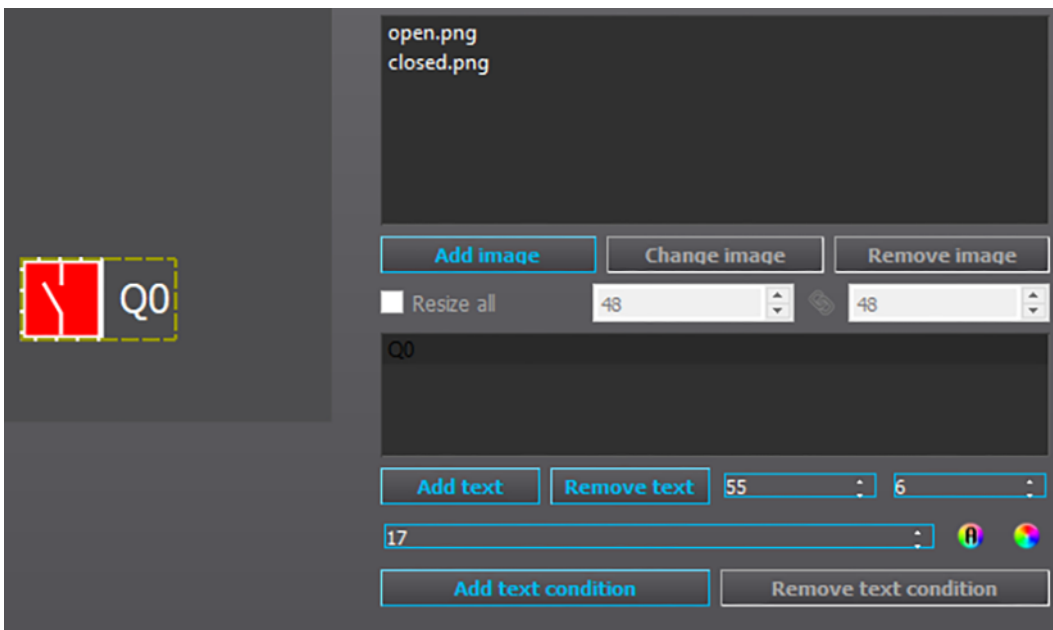 open.png
closed.png
Add image
Change image
Remove image
Q0
Resize all
48
48
Q0
Add text
Remove text
55
6
17
A
Add text condition
Remove text condition